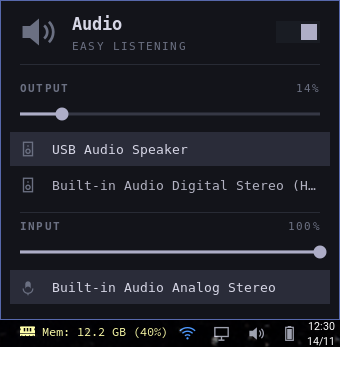 Audio
EASY LISTENING
OUTPUT 14%
USB Audio Speaker
Built-in Audio Digital Stereo (H…
INPUT 100%
Built-in Audio Analog Stereo
Mem: 12.2 GB (40%) 12:30
14/11